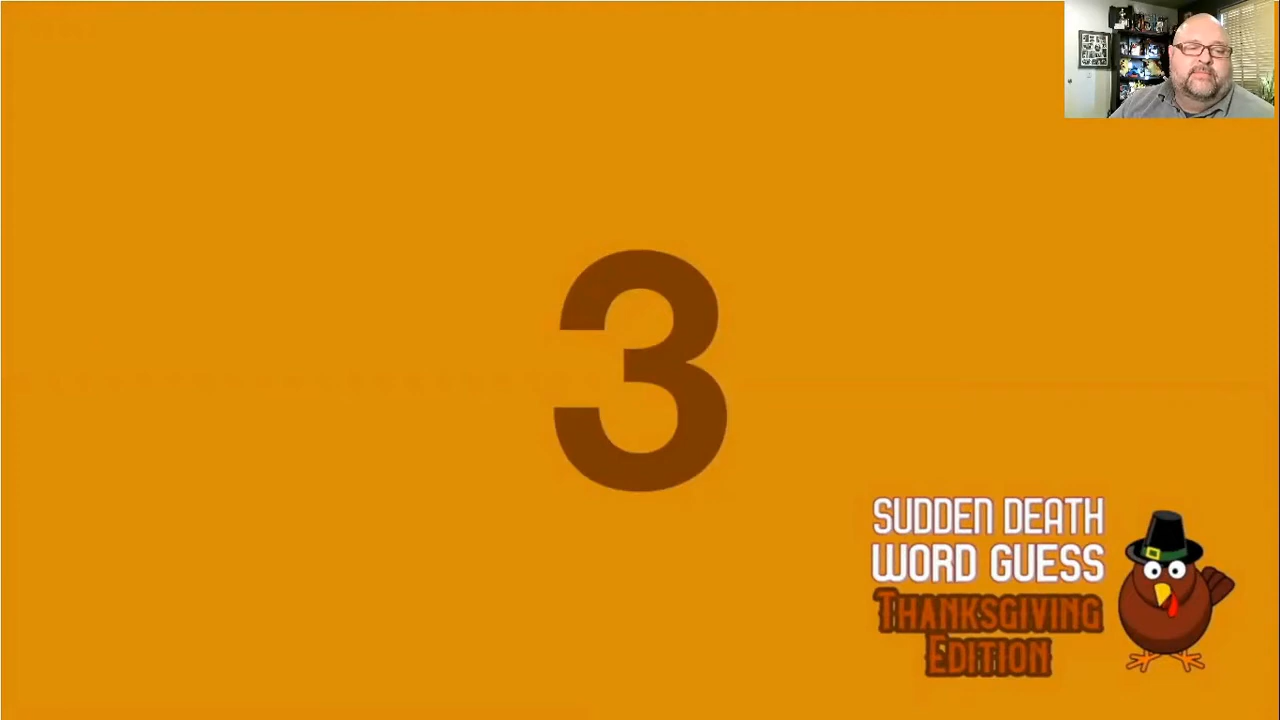 3
SUDDEN DEATH
WORD GUESS
THANKSGIVING
EDITION